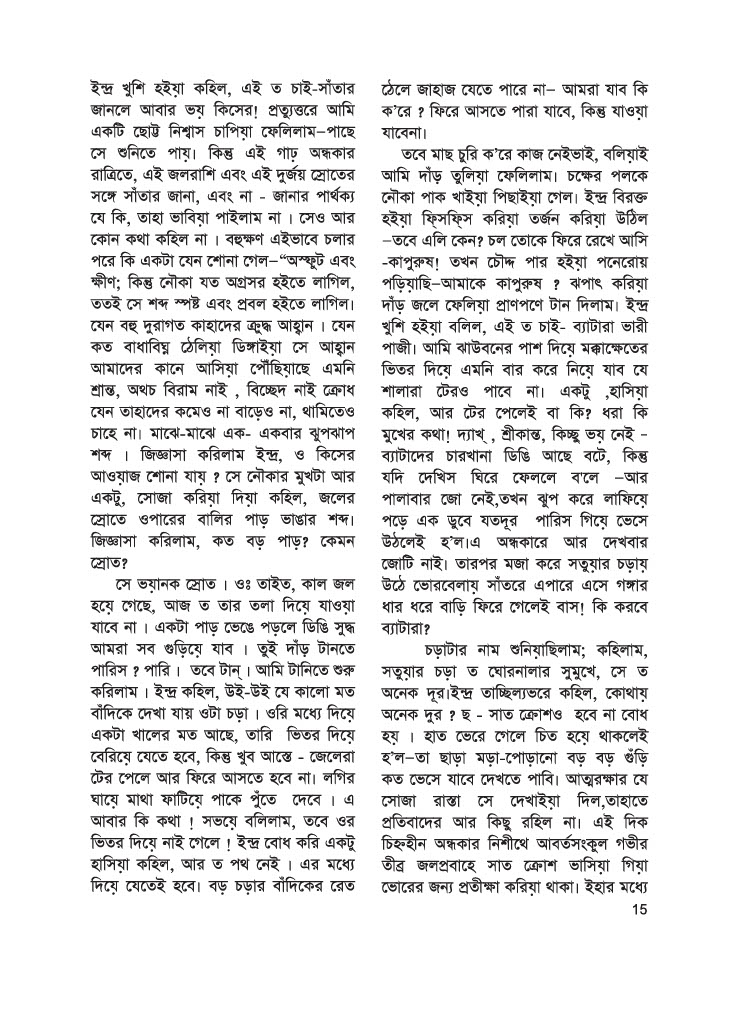 ইন্দ্র খুশি হইয়া কহিল, এই ত চাই-সাঁতার
জানলে আবার ভয় কিসের! প্রত্যুত্তরে আমি
একটি ছোট্ট নিশ্বাস চাপিয়া ফেলিলাম–পাছে
সে শুনিতে পায়। কিন্তু এই গাঢ় অন্ধকার
রাত্রিতে, এই জলরাশি এবং এই দুর্জয় স্রোতের
সঙ্গে সাঁতার জানা, এবং না - জানার পার্থক্য
যে কি, তাহা ভাবিয়া পাইলাম না । সেও আর
কোন কথা কহিল না । বহুক্ষণ এইভাবে চলার
পরে কি একটা যেন শোনা গেল–“অস্ফুট এবং
ক্ষীণ; কিন্তু নৌকা যত অগ্রসর হইতে লাগিল,
ততই সে শব্দ স্পষ্ট এবং প্রবল হইতে লাগিল।
যেন বহু দুরাগত কাহাদের ক্রুদ্ধ আহ্বান । যেন
কত বাধাবিঘ্ন ঠেলিয়া ডিঙ্গাইয়া সে আহ্বান
আমাদের কানে আসিয়া পৌঁছিয়াছে এমনি
শ্রান্ত, অথচ বিরাম নাই , বিচ্ছেদ নাই ক্রোধ
যেন তাহাদের কমেও না বাড়েও না, থামিতেও
চাহে না। মাঝে-মাঝে এক- একবার ঝুপঝাপ
শব্দ । জিজ্ঞাসা করিলাম ইন্দ্র, ও কিসের
আওয়াজ শোনা যায় ? সে নৌকার মুখটা আর
একটু, সোজা করিয়া দিয়া কহিল, জলের
স্রোতে ওপারের বালির পাড় ভাঙার শব্দ।
জিজ্ঞাসা করিলাম, কত বড় পাড়? কেমন
স্রোত?
সে ভয়ানক স্রোত । ওঃ তাইত, কাল জল
হয়ে গেছে, আজ ত তার তলা দিয়ে যাওয়া
যাবে না । একটা পাড় ভেঙে পড়লে ডিঙি সুদ্ধ
আমরা সব গুড়িয়ে যাব । তুই দাঁড় টানতে
পারিস ? পারি । তবে টান্ । আমি টানিতে শুরু
করিলাম । ইন্দ্র কহিল, উই-উই যে কালো মত
বাঁদিকে দেখা যায় ওটা চড়া । ওরি মধ্যে দিয়ে
একটা খালের মত আছে, তারি ভিতর দিয়ে
বেরিয়ে যেতে হবে, কিন্তু খুব আস্তে - জেলেরা
টের পেলে আর ফিরে আসতে হবে না। লগির
ঘায়ে মাথা ফাটিয়ে পাকে পুঁতে দেবে । এ
আবার কি কথা ! সভয়ে বলিলাম, তবে ওর
ভিতর দিয়ে নাই গেলে ! ইন্দ্র বোধ করি একটু
হাসিয়া কহিল, আর ত পথ নেই । এর মধ্যে
দিয়ে যেতেই হবে। বড় চড়ার বাঁদিকের রেত
ঠেলে জাহাজ যেতে পারে না– আমরা যাব কি
ক'রে ? ফিরে আসতে পারা যাবে, কিন্তু যাওয়া
যাবেনা।
তবে মাছ চুরি ক'রে কাজ নেইভাই, বলিয়াই
আমি দাঁড় তুলিয়া ফেলিলাম। চক্ষের পলকে
নৌকা পাক খাইয়া পিছাইয়া গেল। ইন্দ্র বিরক্ত
হইয়া ফিস্‌ফিস্ করিয়া তর্জন করিয়া উঠিল
–তবে এলি কেন? চল তোকে ফিরে রেখে আসি
-কাপুরুষ! তখন চৌদ্দ পার হইয়া পনেরোয়
পড়িয়াছি–আমাকে কাপুরুষ ? ঝপাৎ করিয়া
দাঁড় জলে ফেলিয়া প্রাণপণে টান দিলাম। ইন্দ্র
খুশি হইয়া বলিল, এই ত চাই- ব্যাটারা ভারী
পাজী। আমি ঝাউবনের পাশ দিয়ে মক্কাক্ষেতের
ভিতর দিয়ে এমনি বার করে নিয়ে যাব যে
শালারা টেরও পাবে না। একটু ,হাসিয়া
কহিল, আর টের পেলেই বা কি? ধরা কি
মুখের কথা! দ্যাখ্ , শ্রীকান্ত, কিচ্ছু ভয় নেই -
ব্যাটাদের চারখানা ডিঙি আছে বটে, কিন্তু
যদি দেখিস ঘিরে ফেললে ব'লে –আর
পালাবার জো নেই,তখন ঝুপ করে লাফিয়ে
পড়ে এক ডুবে যতদূর পারিস গিয়ে ভেসে
উঠলেই হ'ল।এ অন্ধকারে আর দেখবার
জোটি নাই। তারপর মজা করে সতুয়ার চড়ায়
উঠে ভোরবেলায় সাঁতরে এপারে এসে গঙ্গার
ধার ধরে বাড়ি ফিরে গেলেই বাস! কি করবে
ব্যাটারা?
চড়াটার নাম শুনিয়াছিলাম; কহিলাম,
সতুয়ার চড়া ত ঘোরনালার সুমুখে, সে ত
অনেক দূর।ইন্দ্র তাচ্ছিল্যভরে কহিল, কোথায়
অনেক দুর ? ছ - সাত ক্রোশও হবে না বোধ
হয় । হাত ভেরে গেলে চিত হয়ে থাকলেই
হ'ল–তা ছাড়া মড়া-পোড়ানো বড় বড় গুঁড়ি
কত ভেসে যাবে দেখতে পাবি। আত্মরক্ষার যে
সোজা রাস্তা সে দেখাইয়া দিল,তাহাতে
প্রতিবাদের আর কিছু রহিল না। এই দিক
চিহ্নহীন অন্ধকার নিশীথে আবর্তসংকুল গভীর
তীব্র জলপ্রবাহে সাত ক্রোশ ভাসিয়া গিয়া
ভোরের জন্য প্রতীক্ষা করিয়া থাকা। ইহার মধ্যে
15